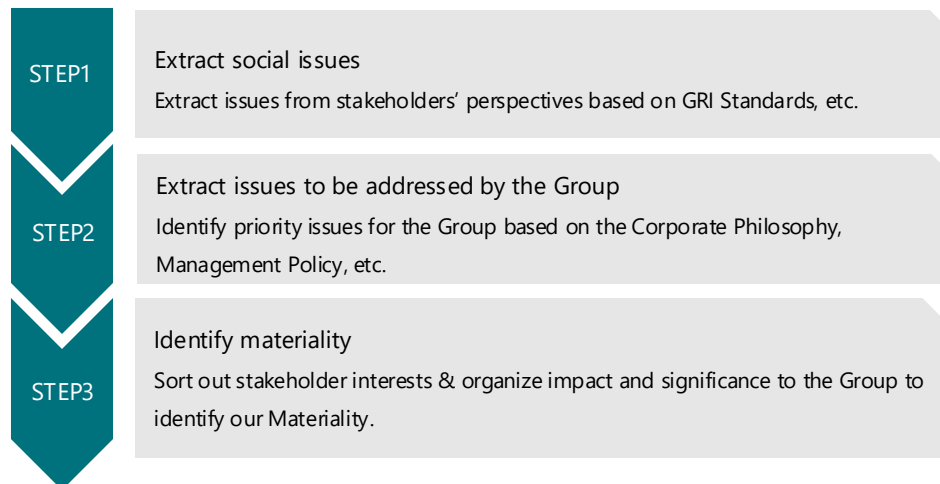 STEP1
Extract social issues
Extract issues from stakeholders’ perspectives based on GRI Standards, etc.
STEP2
Extract issues to be addressed by the Group
Identify priority issues for the Group based on the Corporate Philosophy,
Management Policy, etc.
STEP3
Identify materiality
Sort out stakeholder interests & organize impact and significance to the Group to
identify our Materiality.